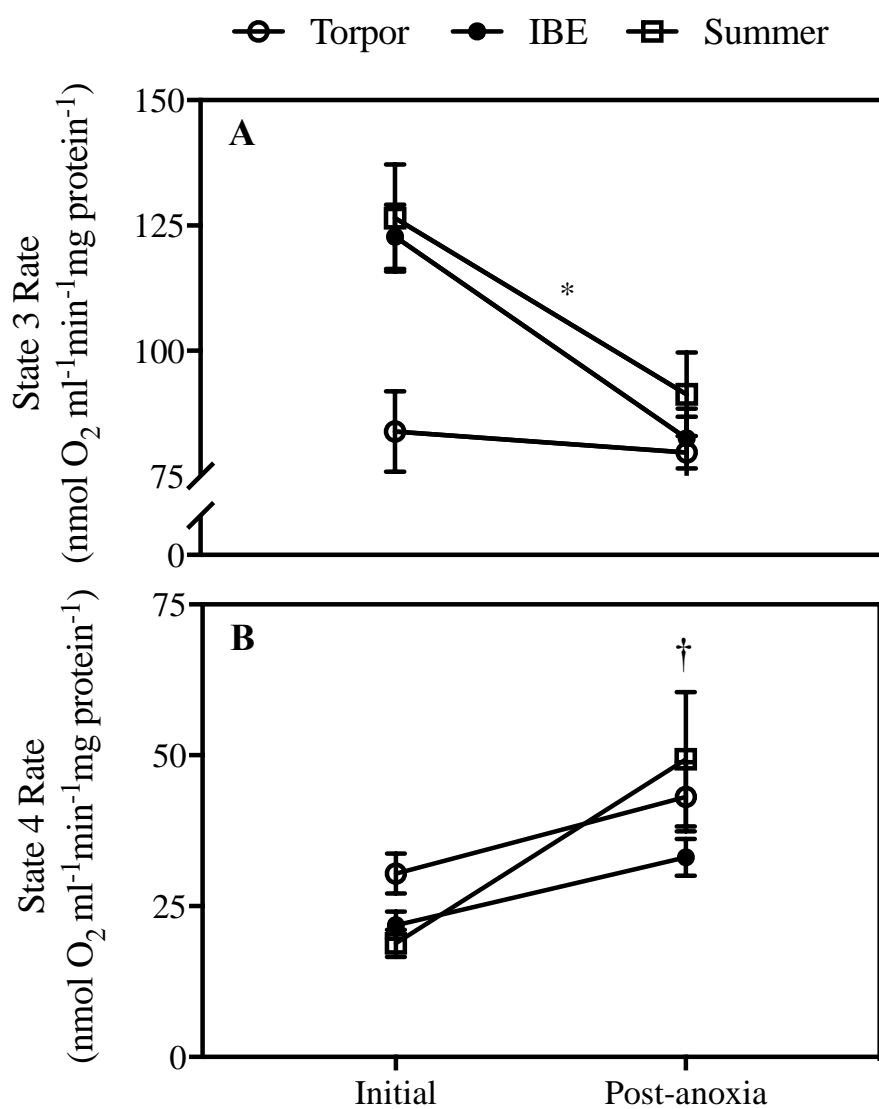 Torpor IBE Summer
A
150
125
100
75
0
State 3 Rate
(nmol O₂ ml⁻¹min⁻¹mg protein⁻¹)
*
B
75
50
25
0
State 4 Rate
(nmol O₂ ml⁻¹min⁻¹mg protein⁻¹)
†
Initial Post-anoxia